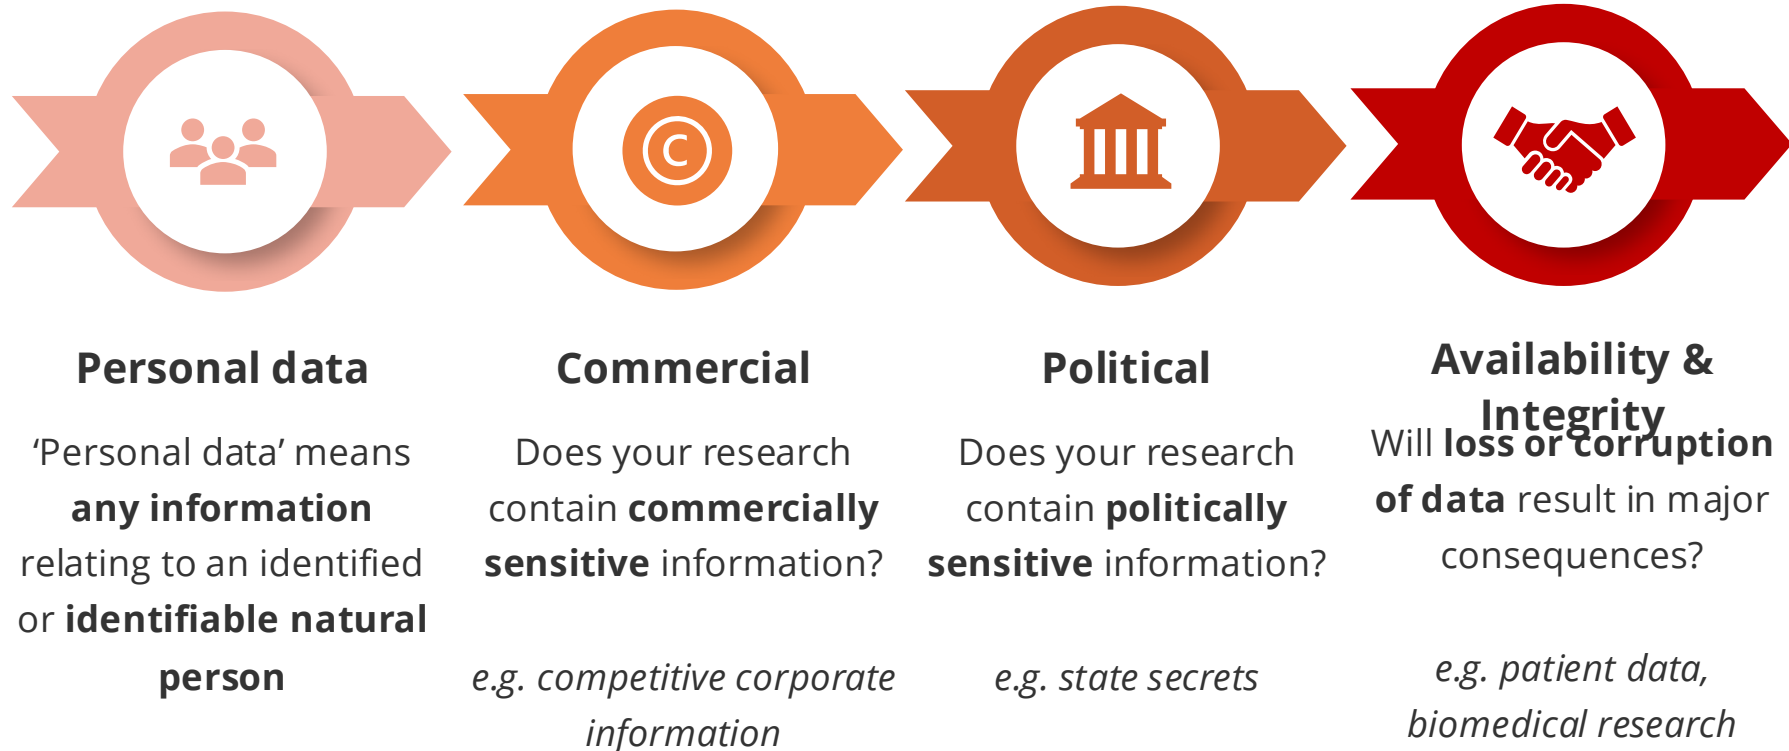 ©
Personal data
‘Personal data’ means
any information
relating to an identified
or identifiable natural
person
Commercial
Does your research
contain commercially
sensitive information?
e.g. competitive corporate
information
Political
Does your research
contain politically
sensitive information?
e.g. state secrets
Availability &
Integrity
Will loss or corruption
of data result in major
consequences?
e.g. patient data,
biomedical research